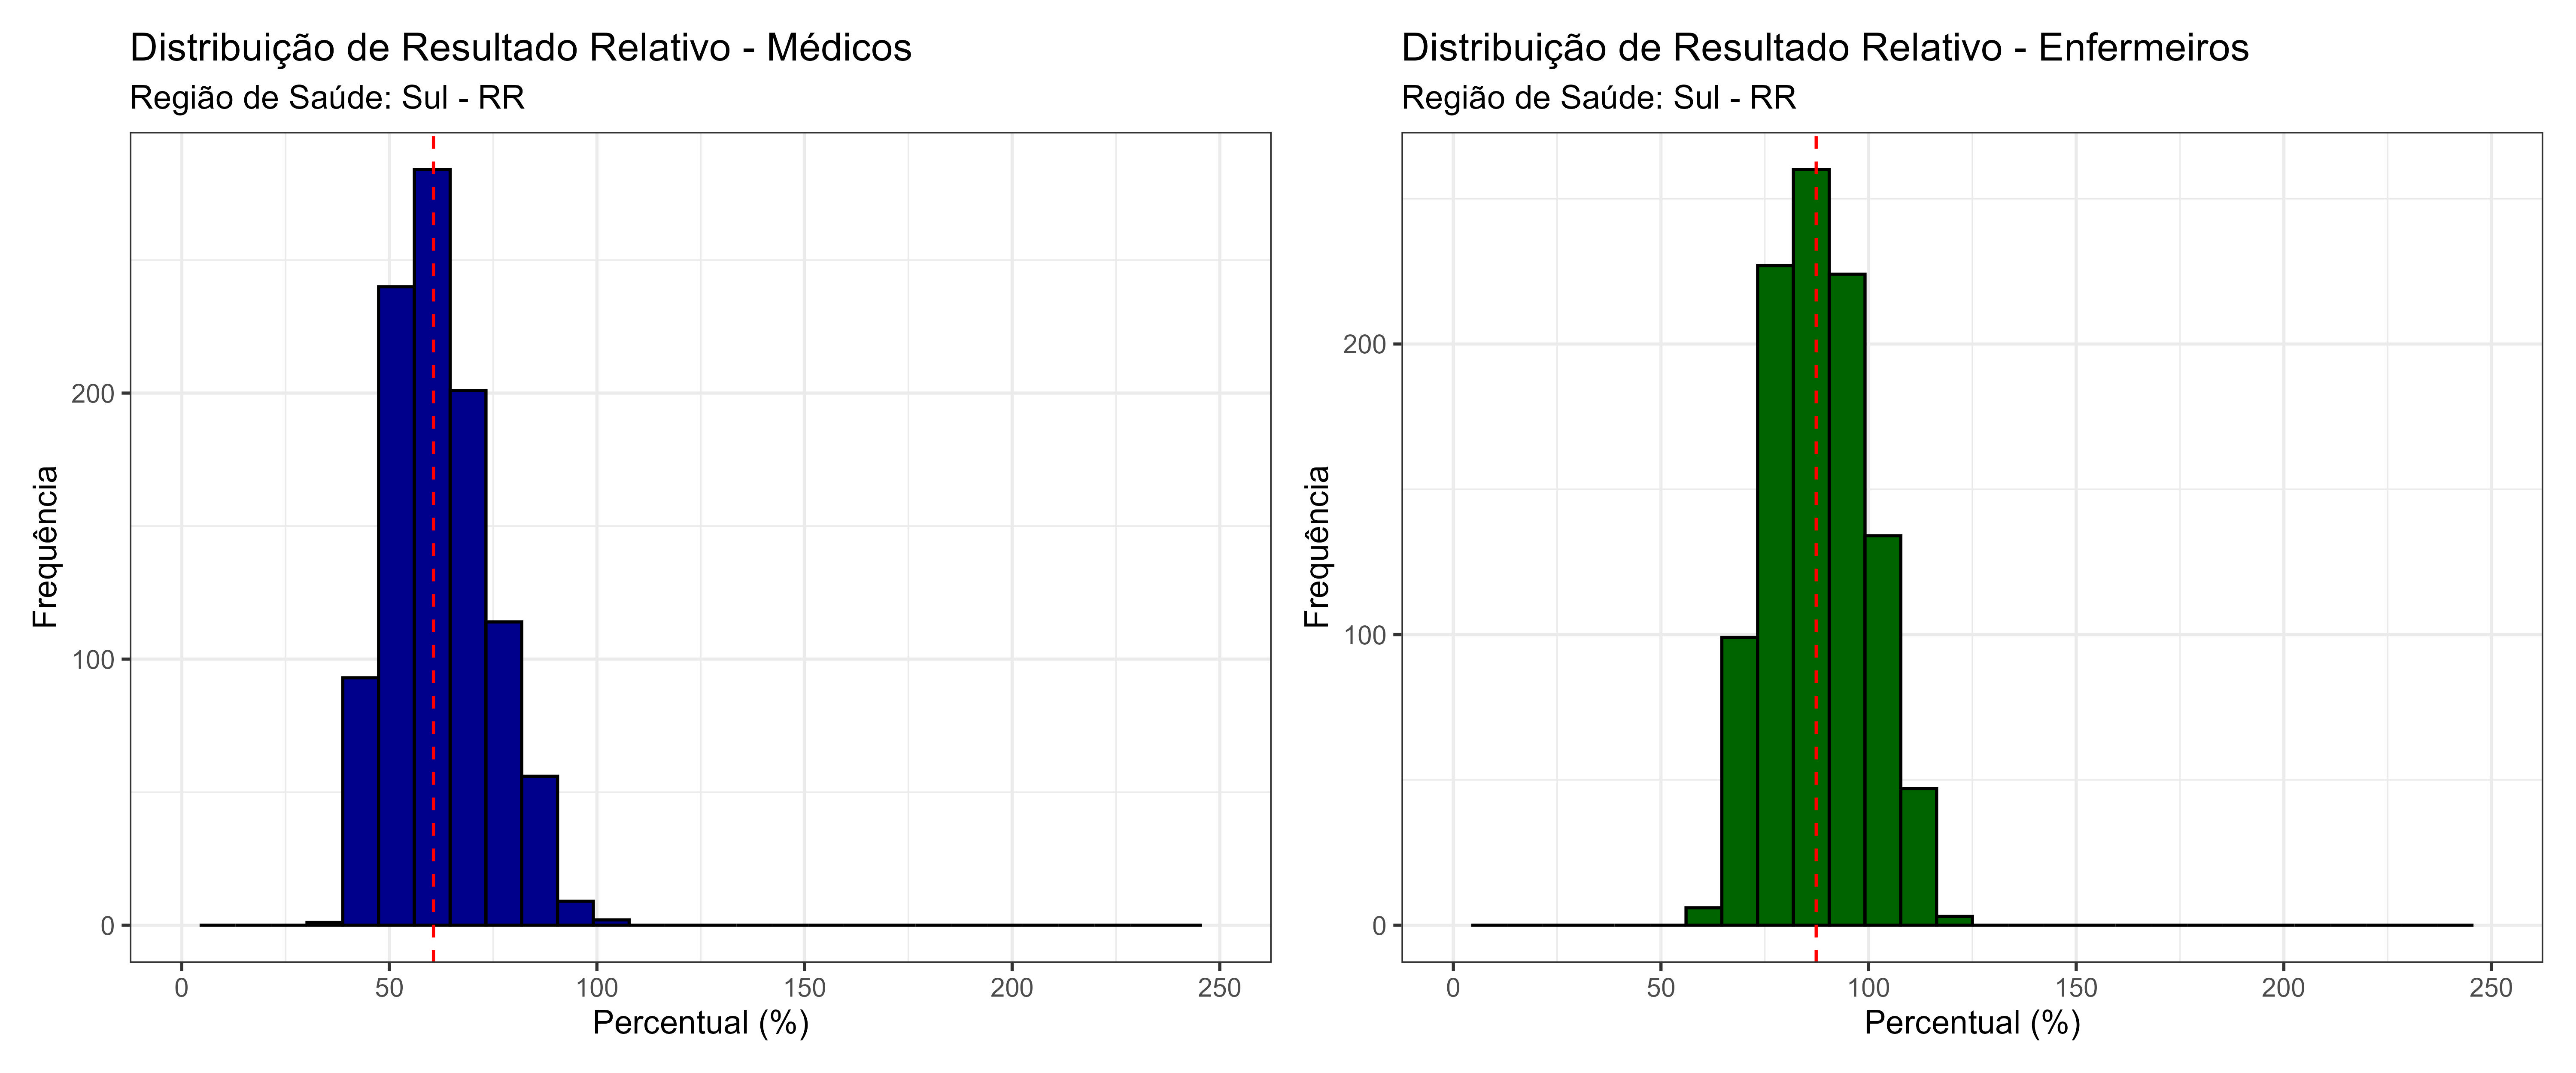 Distribuição de Resultado Relativo - Médicos
Região de Saúde: Sul - RR
Frequência
200
100
0
0 50 100 150 200 250
Percentual (%)
Distribuição de Resultado Relativo - Enfermeiros
Região de Saúde: Sul - RR
Frequência
200
100
0
0 50 100 150 200 250
Percentual (%)